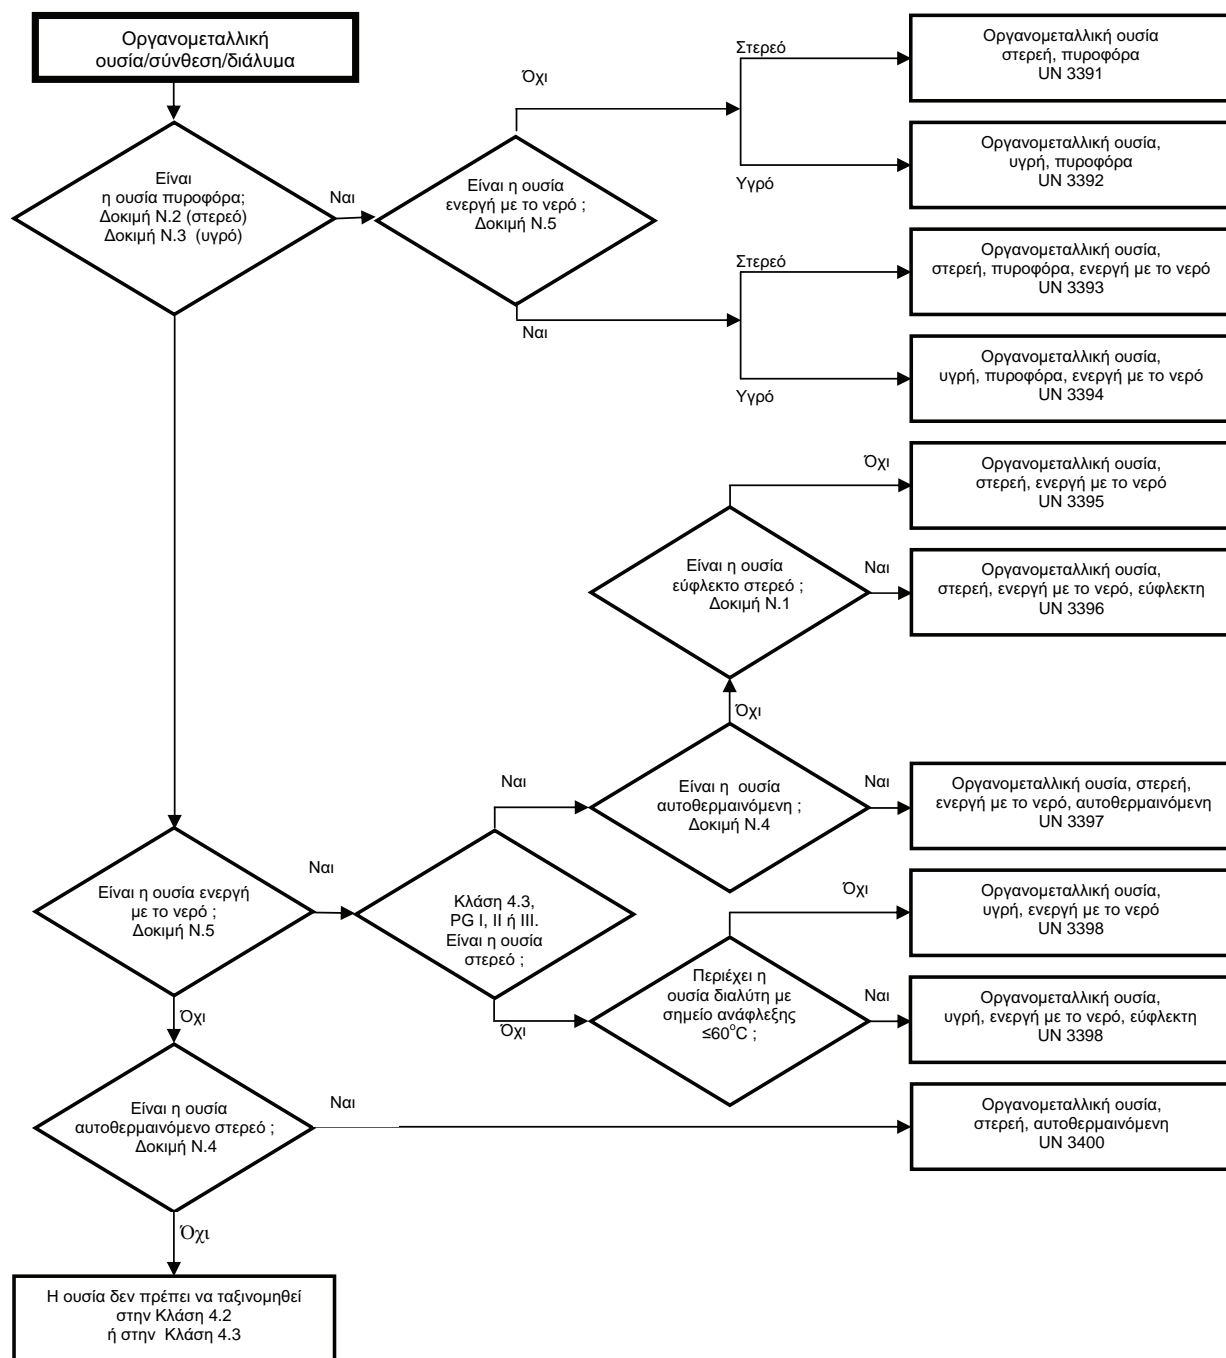 Οργανομεταλλική
ουσία/σύνθεση/διάλυμα
Είναι
η ουσία πυροφόρα;
Δοκιμή N.2 (στερεό)
Δοκιμή N.3 (υγρό)
Ναι
Είναι η ουσία
ενεργή με το νερό ;
Δοκιμή N.5
Όχι
Στερεό
Οργανομεταλλική ουσία
στερεή, πυροφόρα
UN 3391
Υγρό
Οργανομεταλλική ουσία,
υγρή, πυροφόρα
UN 3392
Ναι
Στερεό
Οργανομεταλλική ουσία,
στερεή, πυροφόρα, ενεργή με το νερό
UN 3393
Υγρό
Οργανομεταλλική ουσία,
υγρή, πυροφόρα, ενεργή με το νερό
UN 3394
Όχι
Οργανομεταλλική ουσία,
στερεή, ενεργή με το νερό
UN 3395
Είναι η ουσία
εύφλεκτο στερεό ;
Δοκιμή N.1
Ναι
Οργανομεταλλική ουσία,
στερεή, ενεργή με το νερό, εύφλεκτη
UN 3396
Όχι
Ναι
Είναι η ουσία
αυτοθερμαινόμενη ;
Δοκιμή N.4
Ναι
Οργανομεταλλική ουσία, στερεή,
ενεργή με το νερό, αυτοθερμαινόμενη
UN 3397
Είναι η ουσία ενεργή
με το νερό ;
Δοκιμή N.5
Ναι
Κλάση 4.3,
PG I, II ή III.
Είναι η ουσία
στερεό ;
Όχι
Οργανομεταλλική ουσία,
υγρή, ενεργή με το νερό
UN 3398
Όχι
Περιέχει η
ουσία διαλύτη με
σημείο ανάφλεξης
≤60°C ;
Ναι
Οργανομεταλλική ουσία,
υγρή, ενεργή με το νερό, εύφλεκτη
UN 3398
Όχι
Είναι η ουσία
αυτοθερμαινόμενο στερεό ;
Δοκιμή N.4
Ναι
Οργανομεταλλική ουσία,
στερεή, αυτοθερμαινόμενη
UN 3400
Όχι
Η ουσία δεν πρέπει να ταξινομηθεί
στην Κλάση 4.2
ή στην Κλάση 4.3